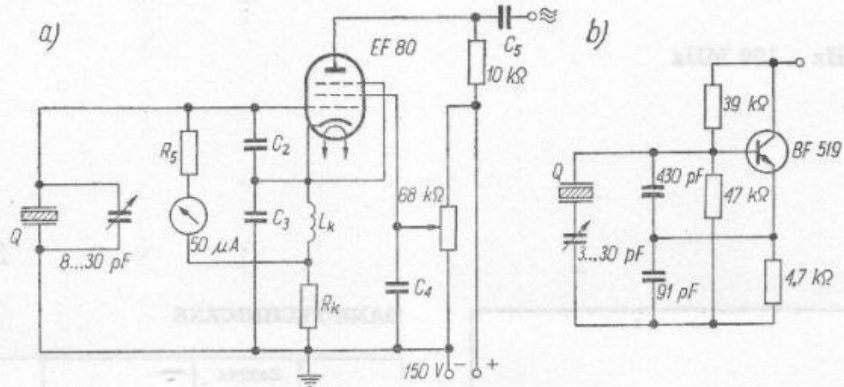 a)
EF 80
C5
10 kΩ
R5
C2
C3
Lk
68 kΩ
Q
8...30 pF
50 μA
Rk
C4
150 V - +
b)
39 kΩ
BF 519
Q
430 pF
47 kΩ
3...30 pF
91 pF
4,7 kΩ